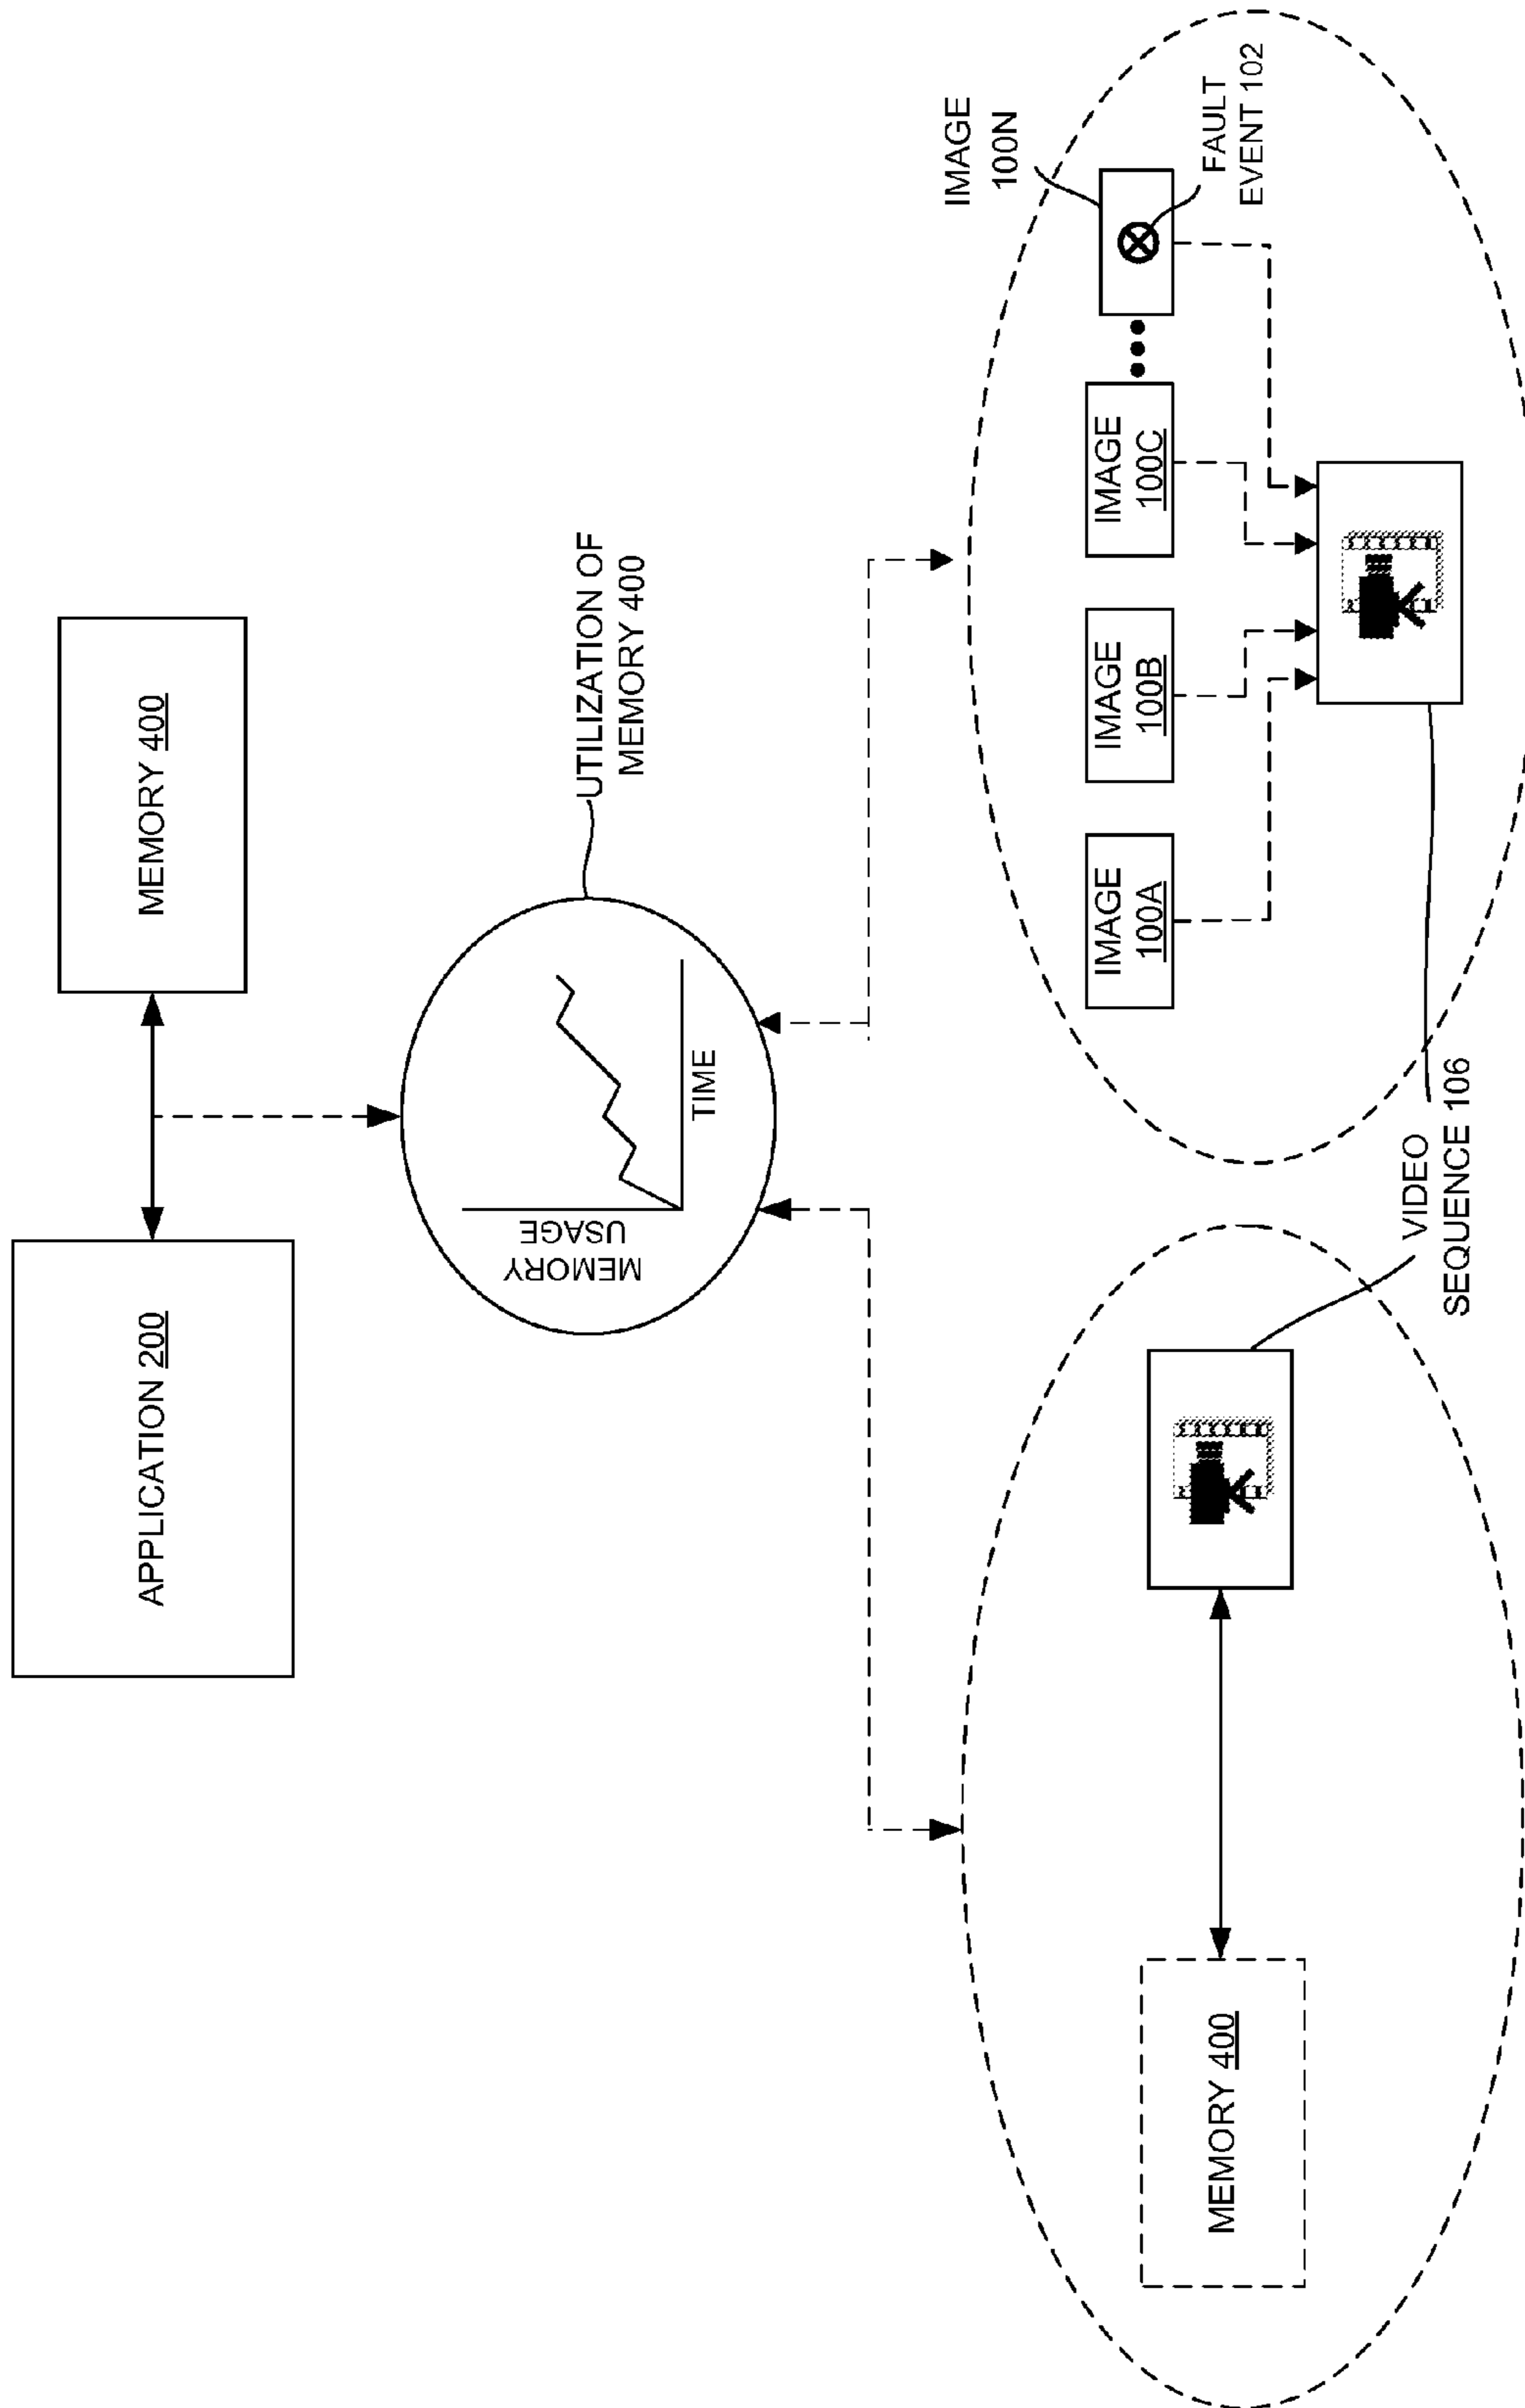 APPLICATION 200
MEMORY 400
MEMORY
USAGE
TIME
UTILIZATION OF
MEMORY 400
MEMORY 400
VIDEO
SEQUENCE 106
IMAGE
100A
IMAGE
100B
IMAGE
100C
IMAGE
100N
FAULT
EVENT 102